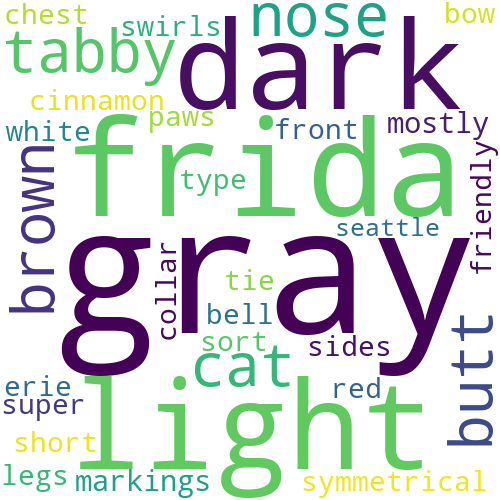 chest
swirls
nose
bow
tabby
dark
cinnamon
paws
white
front
mostly
frida
brown
type
friendly
seattle
gray
collar
tie
bell
sort
sides
butt
cat
light
erie
red
super
short
legs
markings
symmetrical